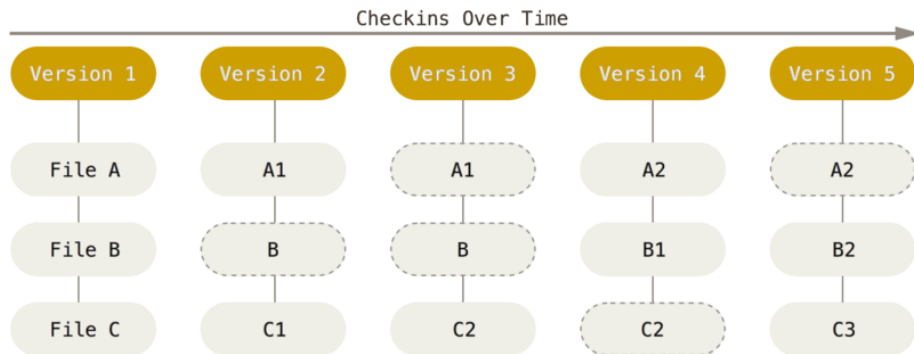 Checkins Over Time
Version 1 Version 2 Version 3 Version 4 Version 5
File A A1 A1 A2 A2
File B B B B1 B2
File C C1 C2 C2 C3